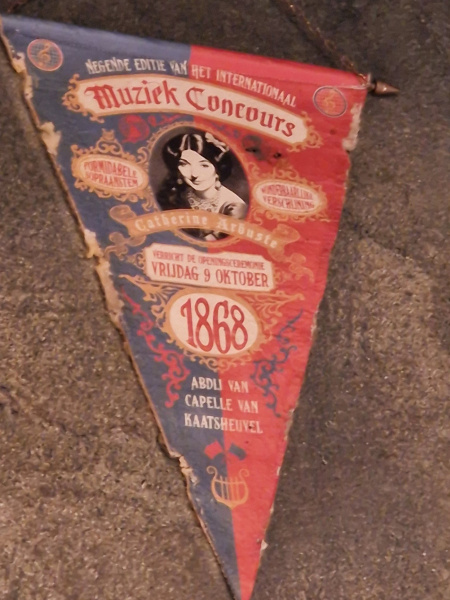 NEGENDE EDITIE VAN HET INTERNATIONAAL
Muziek Concours
FORMIDABELE
SOPRAANSTEM
WONDERBAARLIJKE
VERSCHIJNING
Catherine Arbuste
VERRICHT DE OPENINGSCEREMONIE
VRIJDAG 9 OKTOBER
1868
ABDIJ VAN
CAPELLE VAN
KAATSHEUVEL